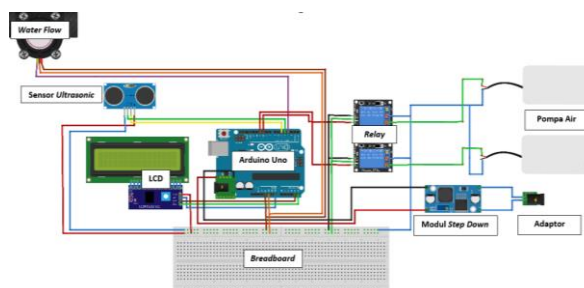 Water Flow
Sensor Ultrasonic
LCD
Arduino Uno
Relay
Pompa Air
Modul Step Down
Adaptor
Breadboard